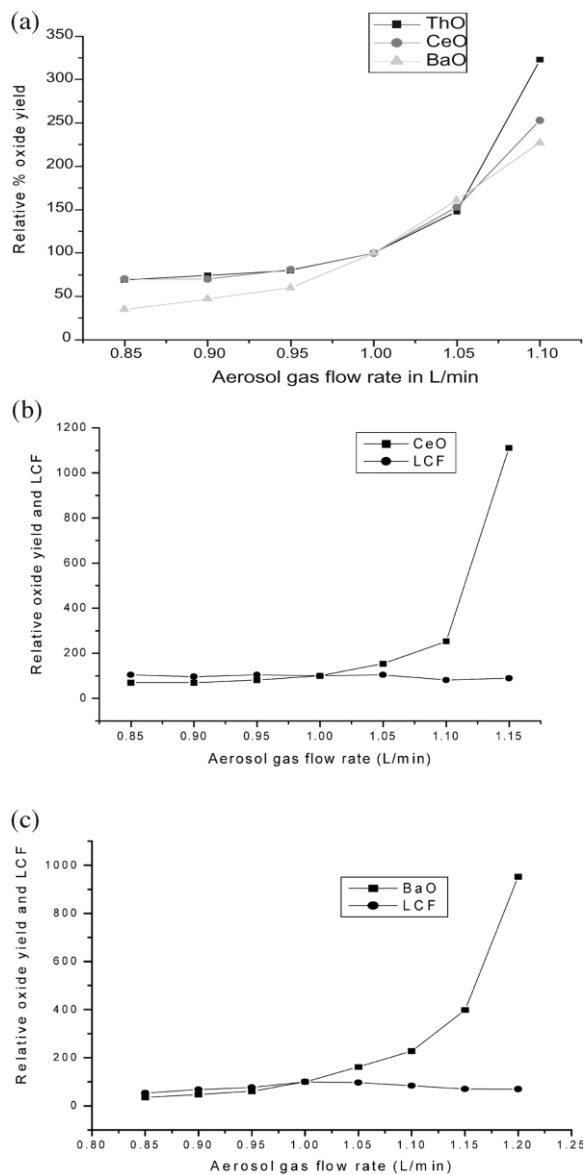 (a)
ThO
CeO
BaO
350
300
250
200
150
100
50
0
Relative % oxide yield
0.85 0.90 0.95 1.00 1.05 1.10
Aerosol gas flow rate in L/min
(b)
CeO
LCF
1200
1000
800
600
400
200
0
Relative oxide yield and LCF
0.85 0.90 0.95 1.00 1.05 1.10 1.15
Aerosol gas flow rate (L/min)
(c)
BaO
LCF
1000
800
600
400
200
0
Relative oxide yield and LCF
0.80 0.85 0.90 0.95 1.00 1.05 1.10 1.15 1.20 1.25
Aerosol gas flow rate (L/min)